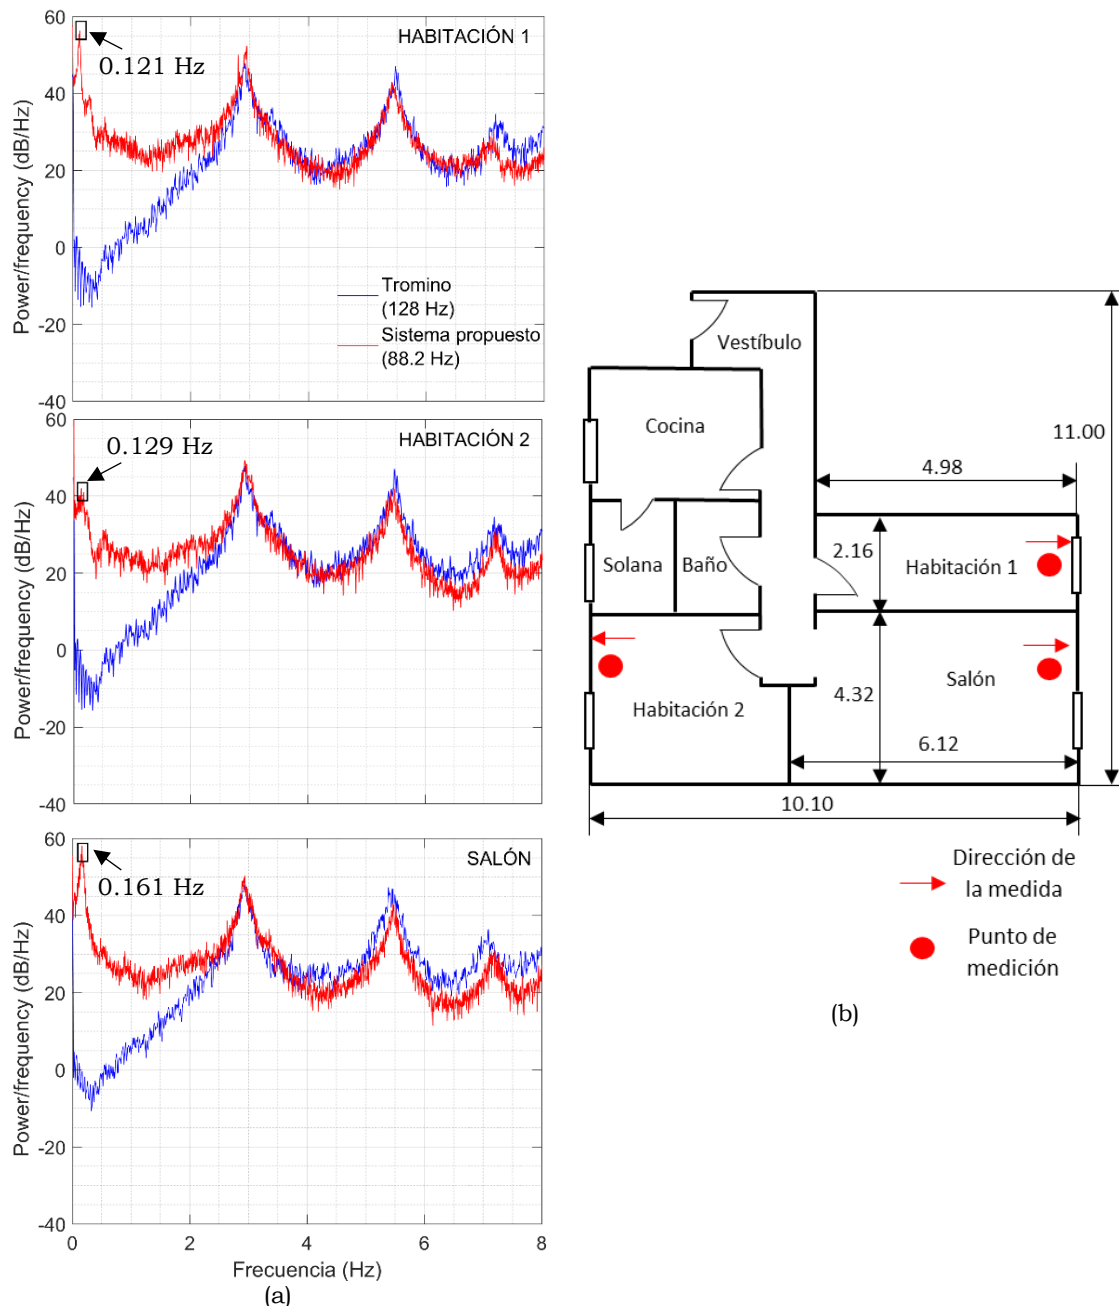 60
40
20
0
-20
-40
Power/frequency (dB/Hz)
HABITACIÓN 1
0.121 Hz
Tromino
(128 Hz)
Sistema propuesto
(88.2 Hz)
60
40
20
0
-20
-40
Power/frequency (dB/Hz)
HABITACIÓN 2
0.129 Hz
60
40
20
0
-20
-40
Power/frequency (dB/Hz)
SALÓN
0.161 Hz
0 2 4 6 8
Frecuencia (Hz)
(a)
Vestíbulo
Cocina
11.00
4.98
2.16
Habitación 1
Solana
Baño
Salón
4.32
Habitación 2
6.12
10.10
Dirección de
la medida
Punto de
medición
(b)